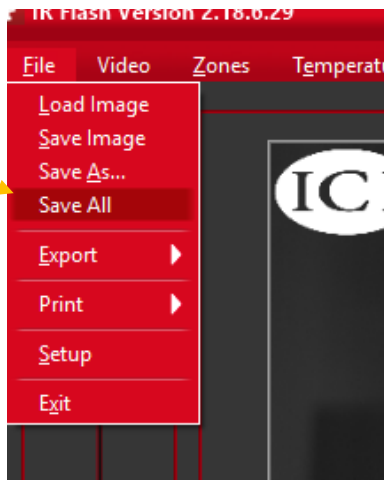 IR Flash Version 2.18.6.29
File Video Zones Temperatu
Load Image
Save Image
Save As...
Save All
Export
Print
Setup
Exit
IC